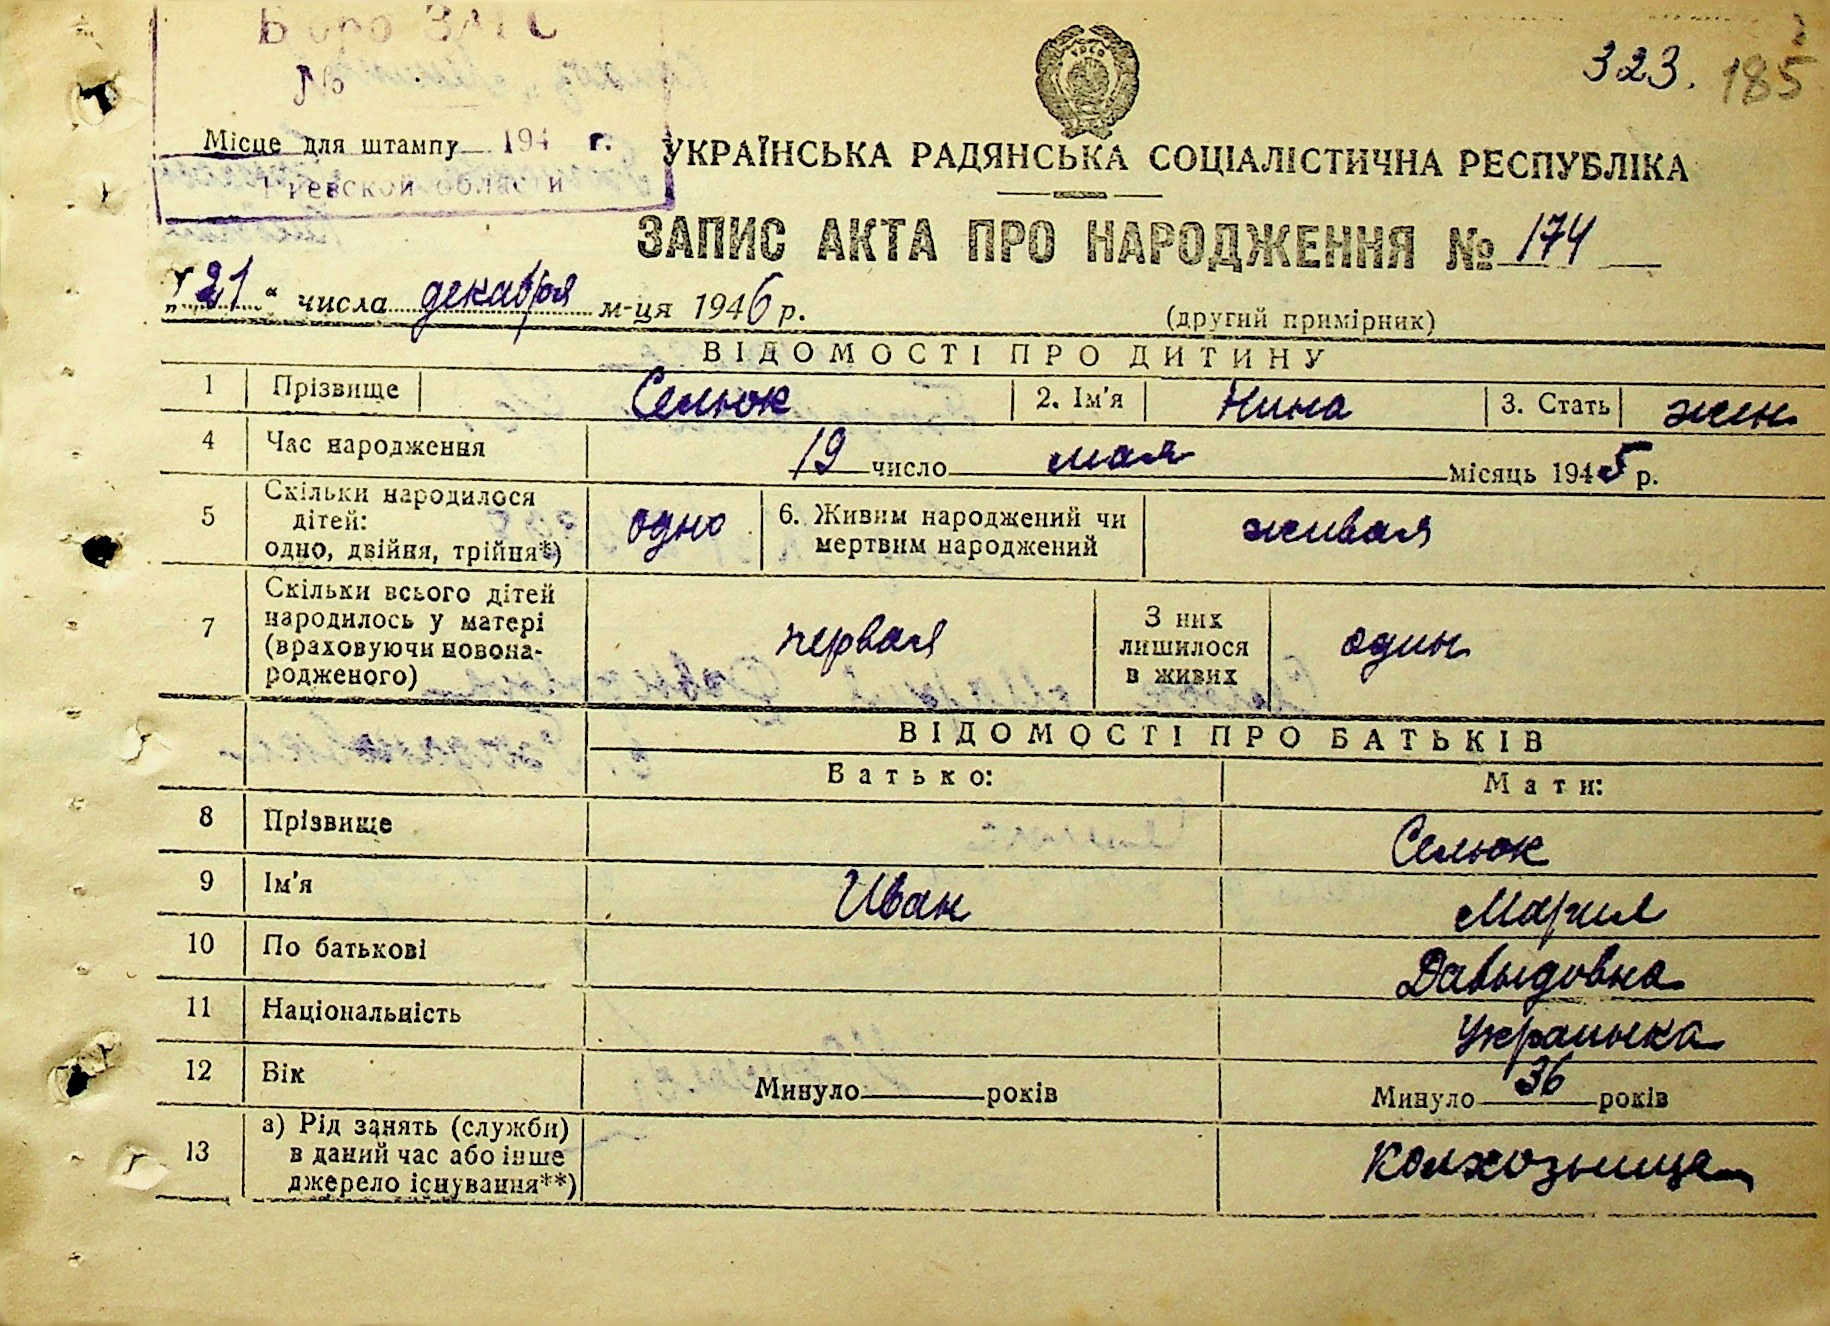 Бюро ЗАГС
№
323. 185
Місце для штампу 194 г.
Киевской области
УКРАЇНСЬКА РАДЯНСЬКА СОЦІАЛІСТИЧНА РЕСПУБЛІКА
ЗАПИС АКТА ПРО НАРОДЖЕННЯ № 174
„21“ числа декабря м-ця 1946 р.
(другий примірник)
ВІДОМОСТІ ПРО ДИТИНУ
1 Прізвище Селюк 2. Ім'я Нина 3. Стать жен
4 Час народження 19 число мая місяць 1945 р.
5 Скільки народилося
дітей:
одно, двійня, трійня*)
одно
6. Живим народжений чи
мертвим народжений
живая
7 Скільки всього дітей
народилось у матері
(враховуючи новона-
родженого)
первая
З них
лишилося
в живих
один
ВІДОМОСТІ ПРО БАТЬКІВ
Батько: Мати:
8 Прізвище Селюк
9 Ім'я Иван Мария
10 По батькові Давыдовна
11 Національність Украинка
12 Вік Минуло років Минуло 36 років
13 а) Рід занять (служби)
в даний час або інше
джерело існування**)
Колхозница